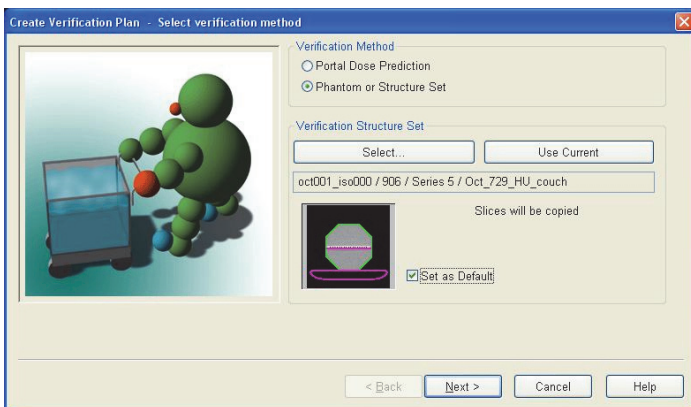 Create Verification Plan - Select verification method
Verification Method
Portal Dose Prediction
Phantom or Structure Set
Verification Structure Set
Select...
Use Current
oct001_iso000 / 906 / Series 5 / Oct_729_HU_couch
Slices will be copied
Set as Default
< Back
Next >
Cancel
Help